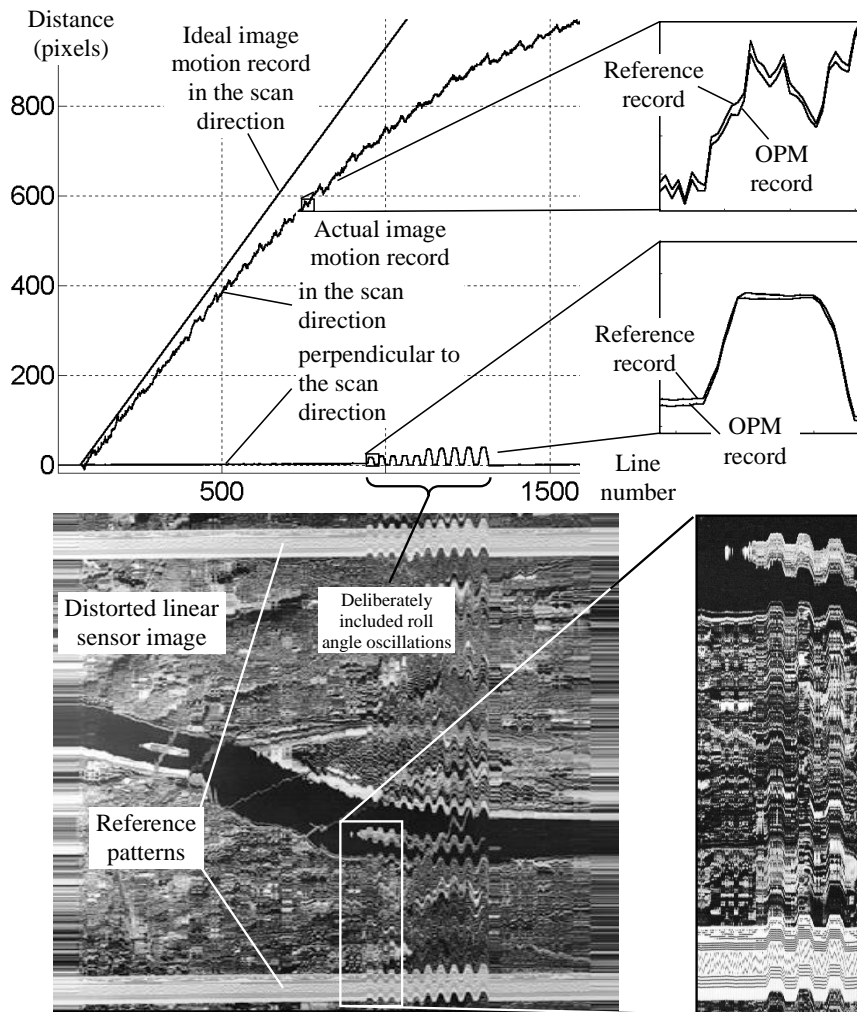 Distance
(pixels)
Ideal image
motion record
in the scan
direction
800
600
400
200
0
500
1500
Actual image
motion record
in the scan
direction
perpendicular to
the scan
direction
Reference
record
OPM
record
Reference
record
OPM
record
Line
number
Distorted linear
sensor image
Deliberately
included roll
angle oscillations
Reference
patterns